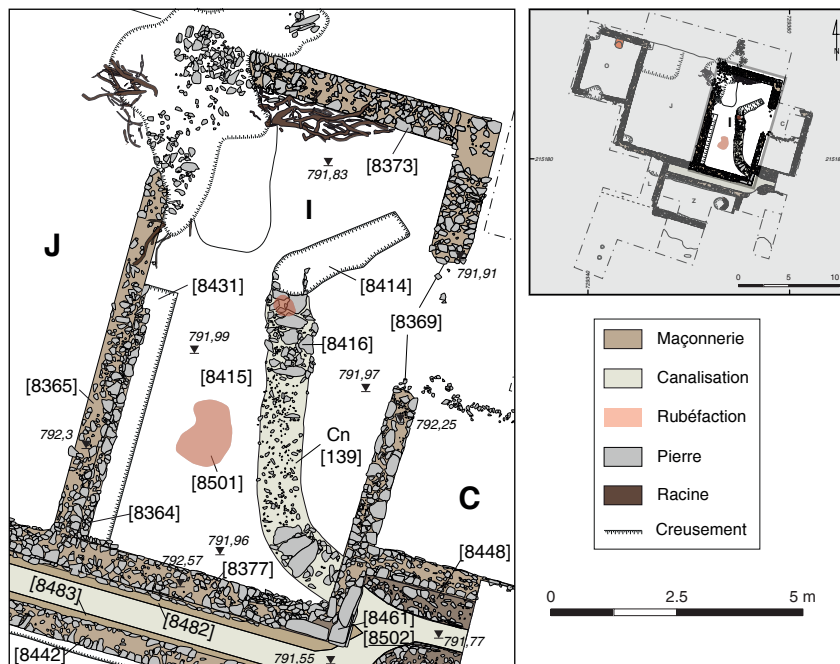 [8373]
791,83
I
J
[8414]
791,91
[8431]
[8369]
[8416]
791,99
791,97
[8365]
[8415]
792,25
792,3
Cn
[139]
[8501]
C
[8364]
791,96
[8448]
792,57
[8377]
[8483]
[8461]
[8482]
[8502]
791,77
[8442]
791,55
N
J
I
C
L
Z
215180
0 5 10
Maçonnerie
Canalisation
Rubéfaction
Pierre
Racine
Creusement
0 2.5 5 m